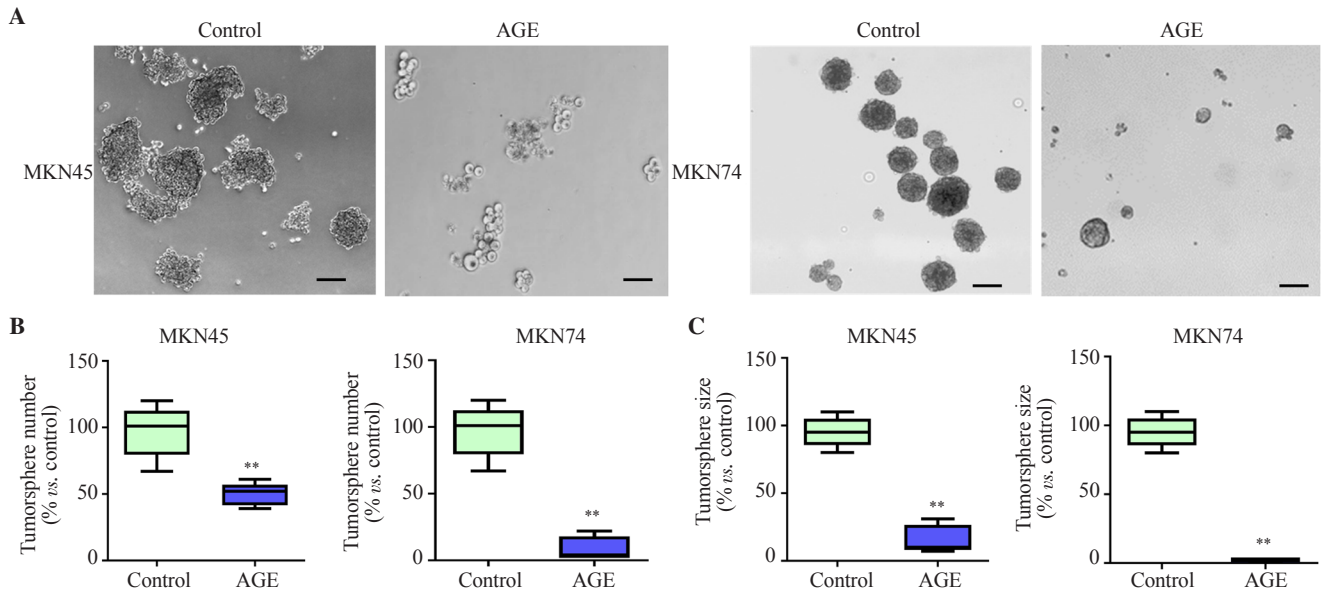 A
Control
AGE
Control
AGE
MKN45
MKN74
B
MKN45
Tumorsphere number
(% vs. control)
150
100
50
0
**
Control
AGE
MKN74
Tumorsphere number
(% vs. control)
150
100
50
0
**
Control
AGE
C
MKN45
Tumorsphere size
(% vs. control)
150
100
50
0
**
Control
AGE
MKN74
Tumorsphere size
(% vs. control)
150
100
50
0
**
Control
AGE